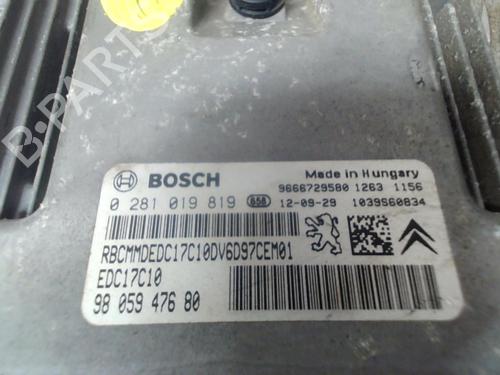 B-PARTS
BOSCH
Made in Hungary
9666729580 1263 1156
0 281 019 819 658 12-09-29 1039S60834
RBCMMDEDC17C10DV6D97CEM01
EDC17C10
98 059 476 80